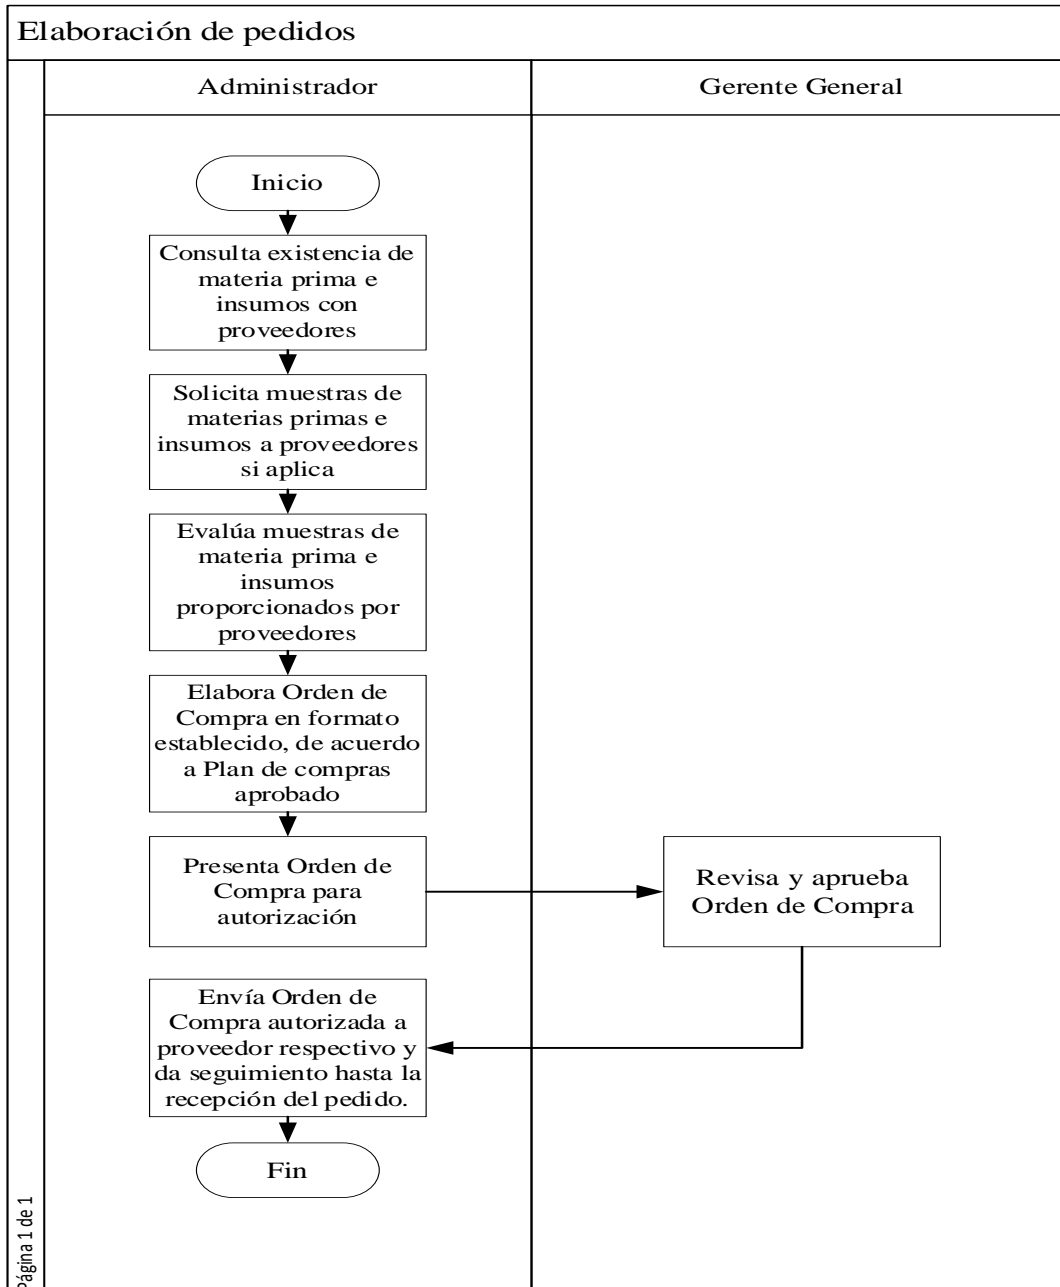 Elaboración de pedidos
Administrador
Gerente General
Inicio
Consulta existencia de
materia prima e
insumos con
proveedores
Solicita muestras de
materias primas e
insumos a proveedores
si aplica
Evalúa muestras de
materia prima e
insumos
proporcionados por
proveedores
Elabora Orden de
Compra en formato
establecido, de acuerdo
a Plan de compras
aprobado
Presenta Orden de
Compra para
autorización
Revisa y aprueba
Orden de Compra
Envía Orden de
Compra autorizada a
proveedor respectivo y
da seguimiento hasta la
recepción del pedido.
Fin
Página 1 de 1